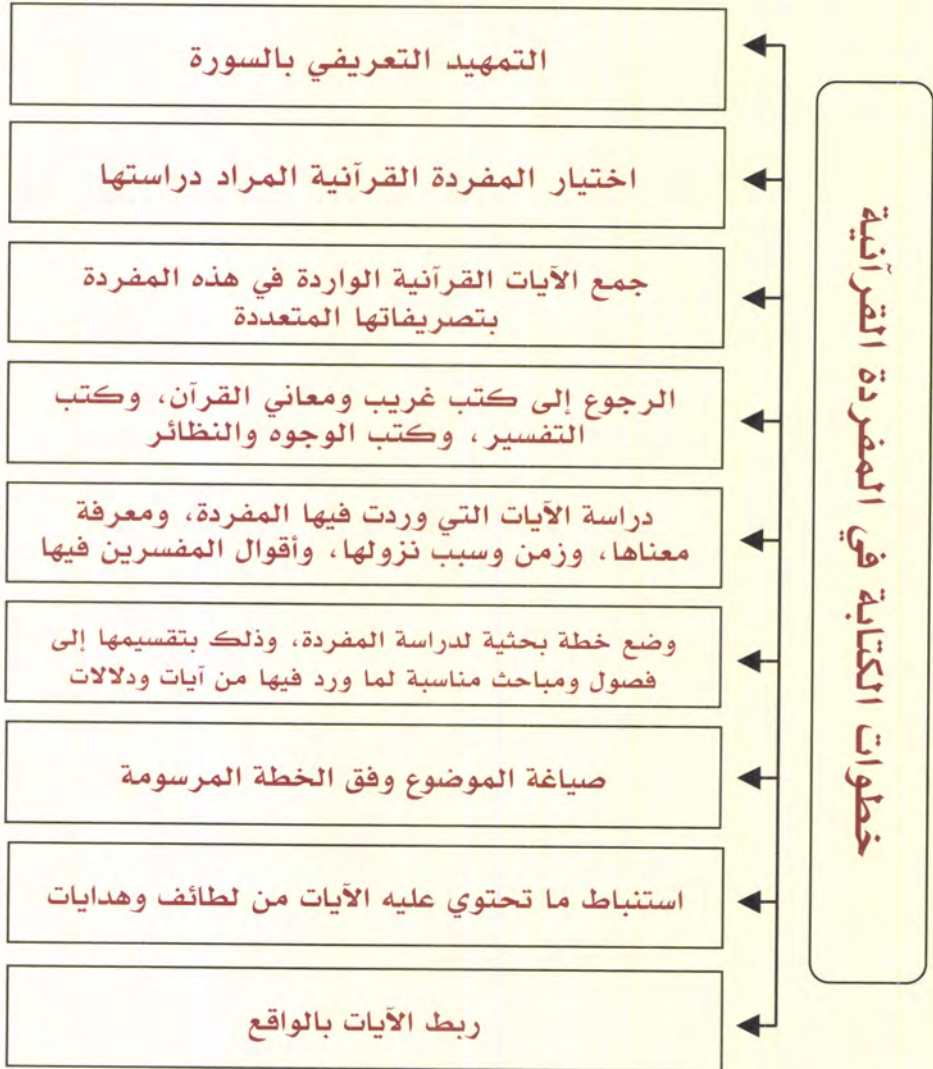 خطوات الكتابة في المفردة القرآنية
التمهيد التعريفي بالسورة
اختيار المفردة القرآنية المراد دراستها
جمع الآيات القرآنية الواردة في هذه المفردة
بتصريفاتها المتعددة
الرجوع إلى كتب غريب ومعاني القرآن، وكتب
التفسير، وكتب الوجوه والنظائر
دراسة الآيات التي وردت فيها المفردة، ومعرفة
معناها، وزمن وسبب نزولها، وأقوال المفسرين فيها
وضع خطة بحثية لدراسة المفردة، وذلك بتقسيمها إلى
فصول ومباحث مناسبة لما ورد فيها من آيات ودلالات
صياغة الموضوع وفق الخطة المرسومة
استنباط ما تحتوي عليه الآيات من لطائف وهدايات
ربط الآيات بالواقع